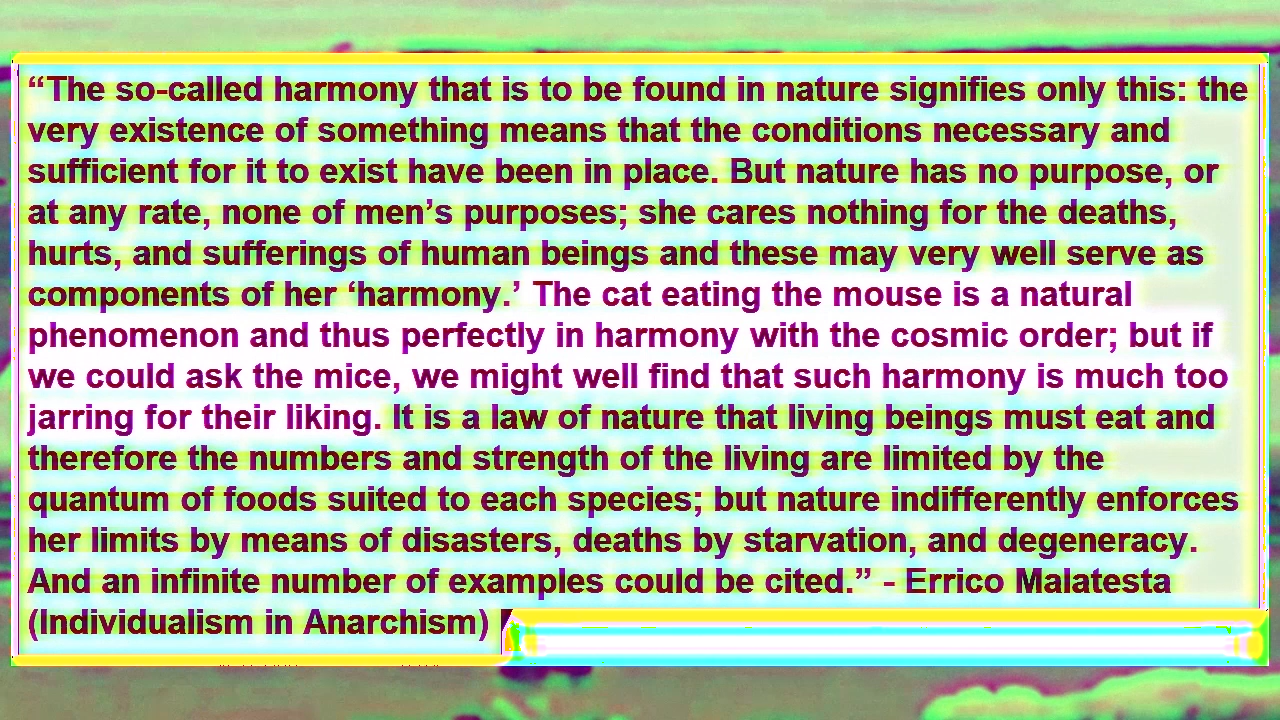 “The so-called harmony that is to be found in nature signifies only this: the
very existence of something means that the conditions necessary and
sufficient for it to exist have been in place. But nature has no purpose, or
at any rate, none of men’s purposes; she cares nothing for the deaths,
hurts, and sufferings of human beings and these may very well serve as
components of her ‘harmony.’ The cat eating the mouse is a natural
phenomenon and thus perfectly in harmony with the cosmic order; but if
we could ask the mice, we might well find that such harmony is much too
jarring for their liking. It is a law of nature that living beings must eat and
therefore the numbers and strength of the living are limited by the
quantum of foods suited to each species; but nature indifferently enforces
her limits by means of disasters, deaths by starvation, and degeneracy.
And an infinite number of examples could be cited.” - Errico Malatesta
(Individualism in Anarchism)